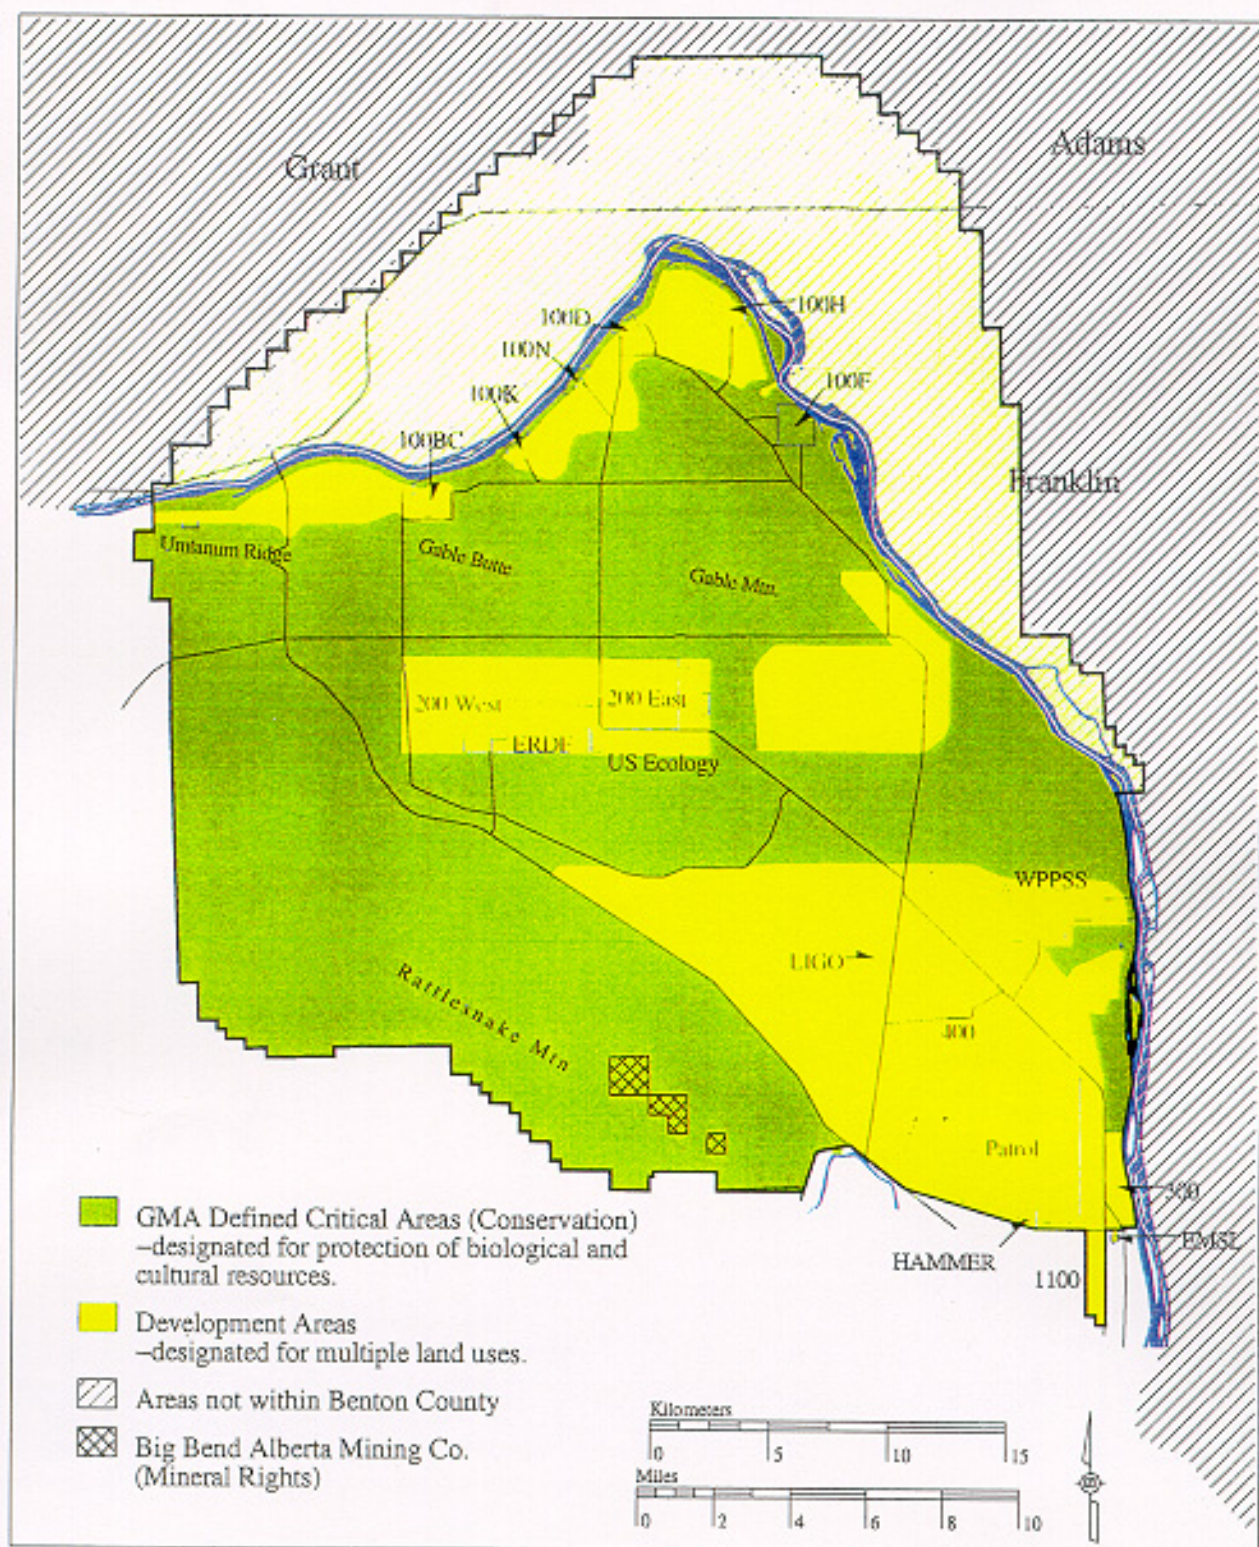 Grant
Adams
100H
100D
100N
100F
100K
100BC
Franklin
Umtanum Ridge
Gable Butte
Gable Mtn.
200 West
200 East
ERDF
US Ecology
WPPSS
LIGO
Rattlesnake Mtn
400
Patrol
300
EMSL
HAMMER
1100
GMA Defined Critical Areas (Conservation)
–designated for protection of biological and
cultural resources.
Development Areas
–designated for multiple land uses.
Areas not within Benton County
Big Bend Alberta Mining Co.
(Mineral Rights)
Kilometers
0 5 10 15
Miles
0 2 4 6 8 10